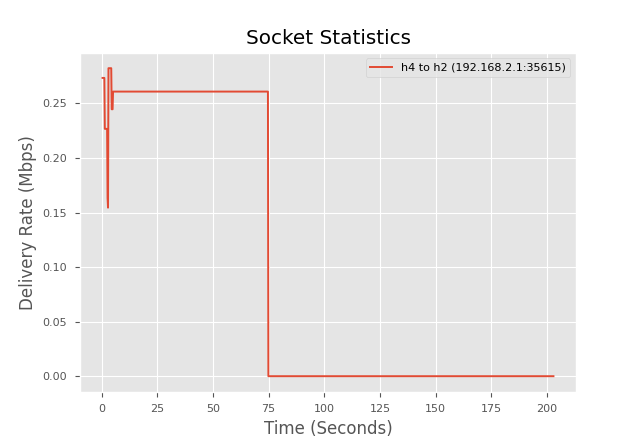 Socket Statistics
h4 to h2 (192.168.2.1:35615)
Delivery Rate (Mbps)
0.25
0.20
0.15
0.10
0.05
0.00
0 25 50 75 100 125 150 175 200
Time (Seconds)